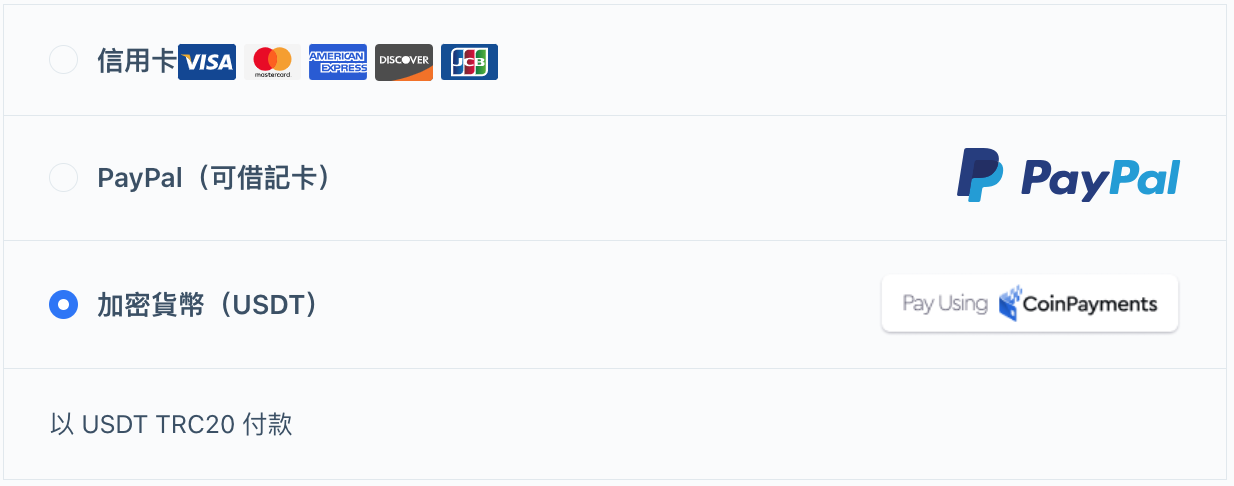 信用卡 VISA mastercard. AMERICAN EXPRESS DISCOVER JCB
PayPal（可借記卡） PayPal
加密貨幣（USDT） Pay Using CoinPayments
以 USDT TRC20 付款